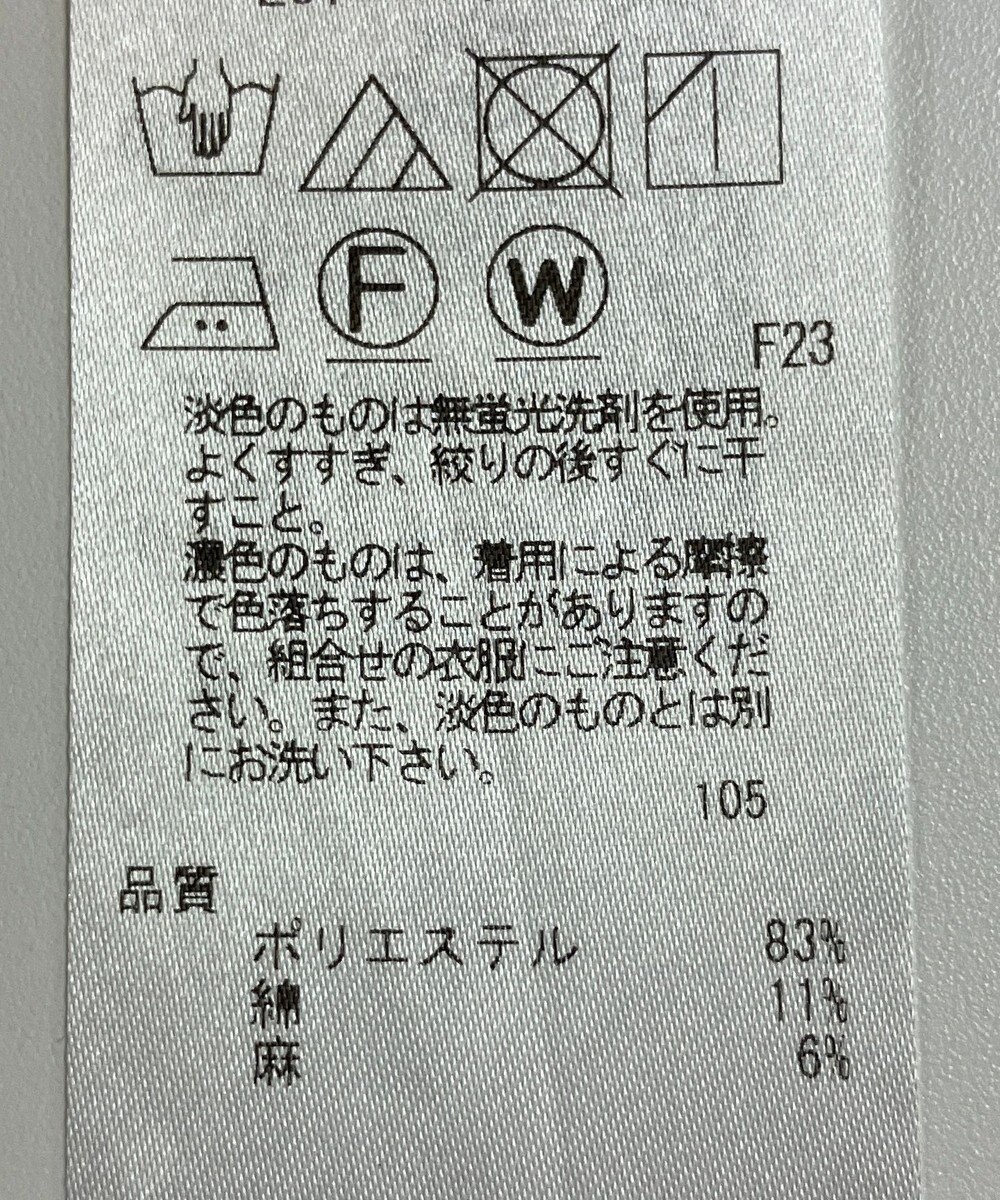 F
W
F23
淡色のものは無蛍光洗剤を使用。
よくすすぎ、絞りの後すぐに干
すこと。
濃色のものは、着用による摩擦
で色落ちすることがありますの
で、組合せの衣服にご注意くだ
さい。また、淡色のものとは別
にお洗い下さい。
105
品質
ポリエステル 83%
綿 11%
麻 6%